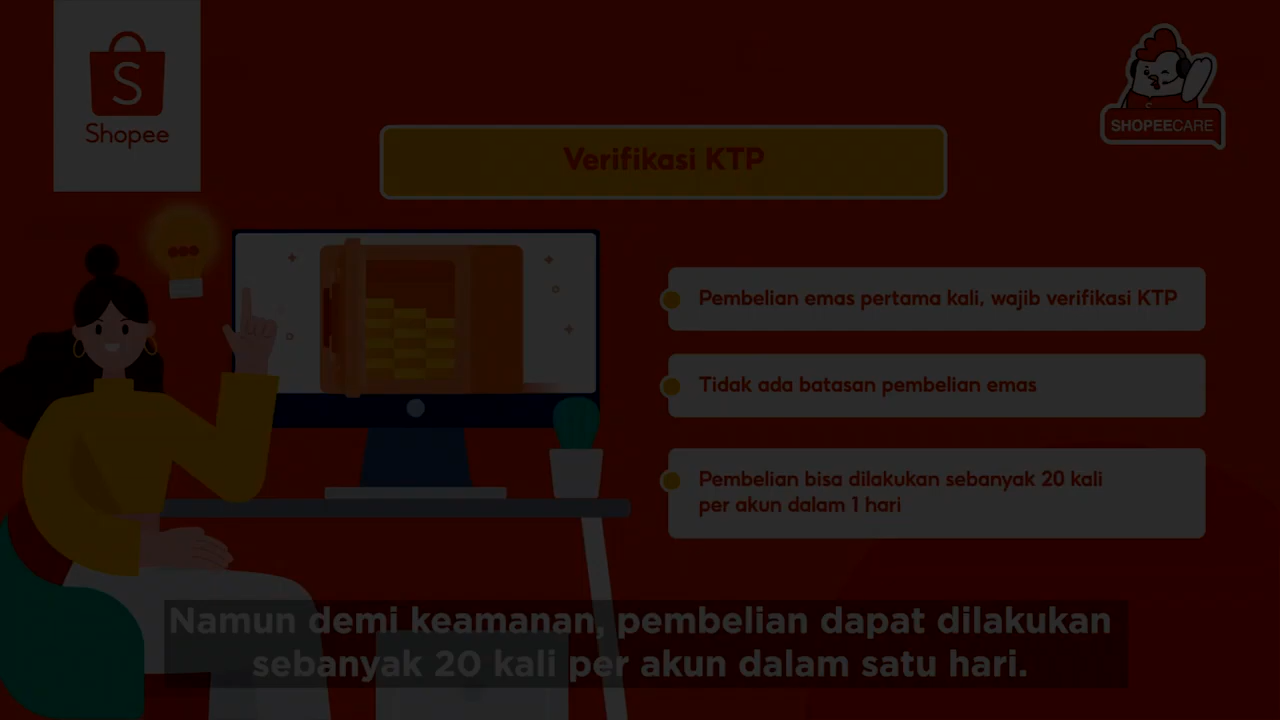 S
Shopee
SHOPEECARE
Verifikasi KTP
Pembelian emas pertama kali, wajib verifikasi KTP
Tidak ada batasan pembelian emas
Pembelian bisa dilakukan sebanyak 20 kali
per akun dalam 1 hari
Namun demi keamanan, pembelian dapat dilakukan
sebanyak 20 kali per akun dalam satu hari.